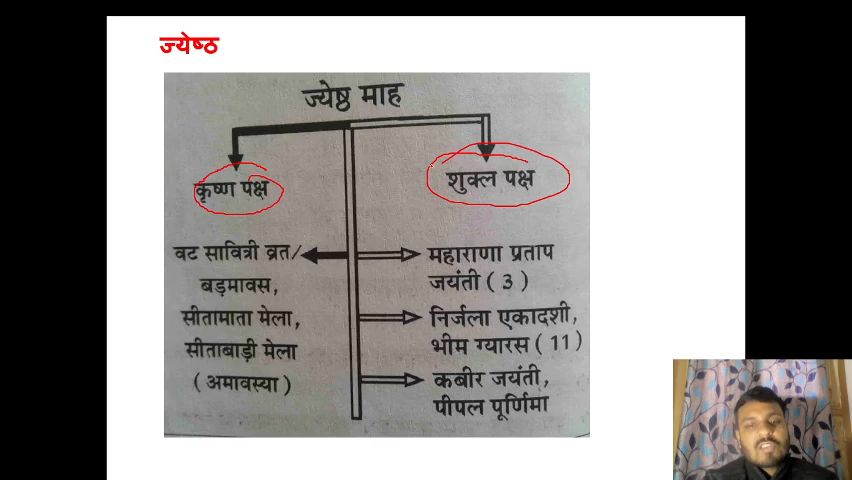 ज्येष्ठ
ज्येष्ठ माह
कृष्ण पक्ष
शुक्ल पक्ष
वट सावित्री व्रत/
बड़मावस,
सीतामाता मेला,
सीताबाड़ी मेला
(अमावस्या)
महाराणा प्रताप
जयंती (3)
निर्जला एकादशी,
भीम ग्यारस (11)
कबीर जयंती,
पीपल पूर्णिमा